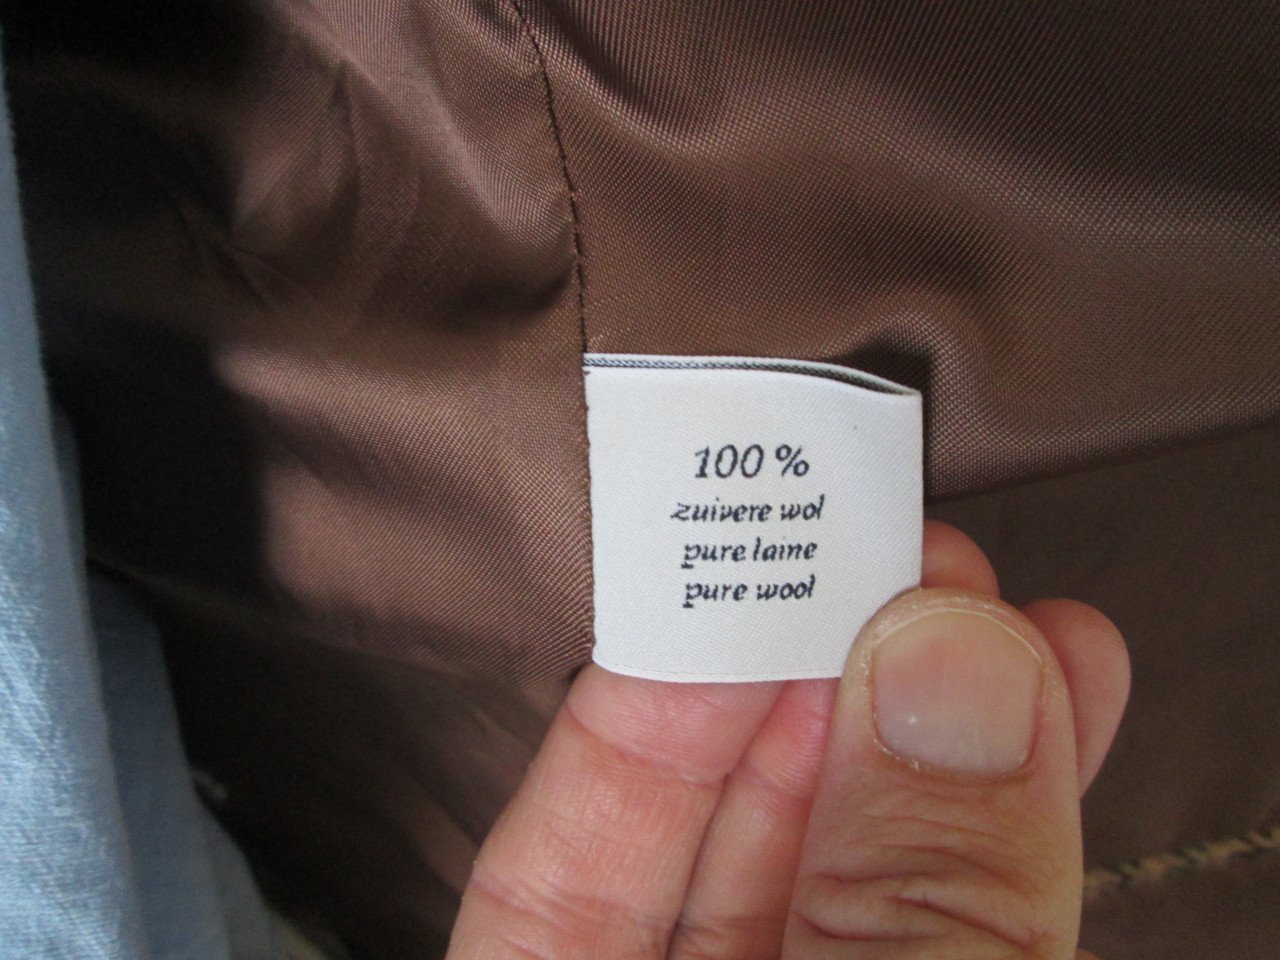 100 %
zuivere wol
pure laine
pure wool